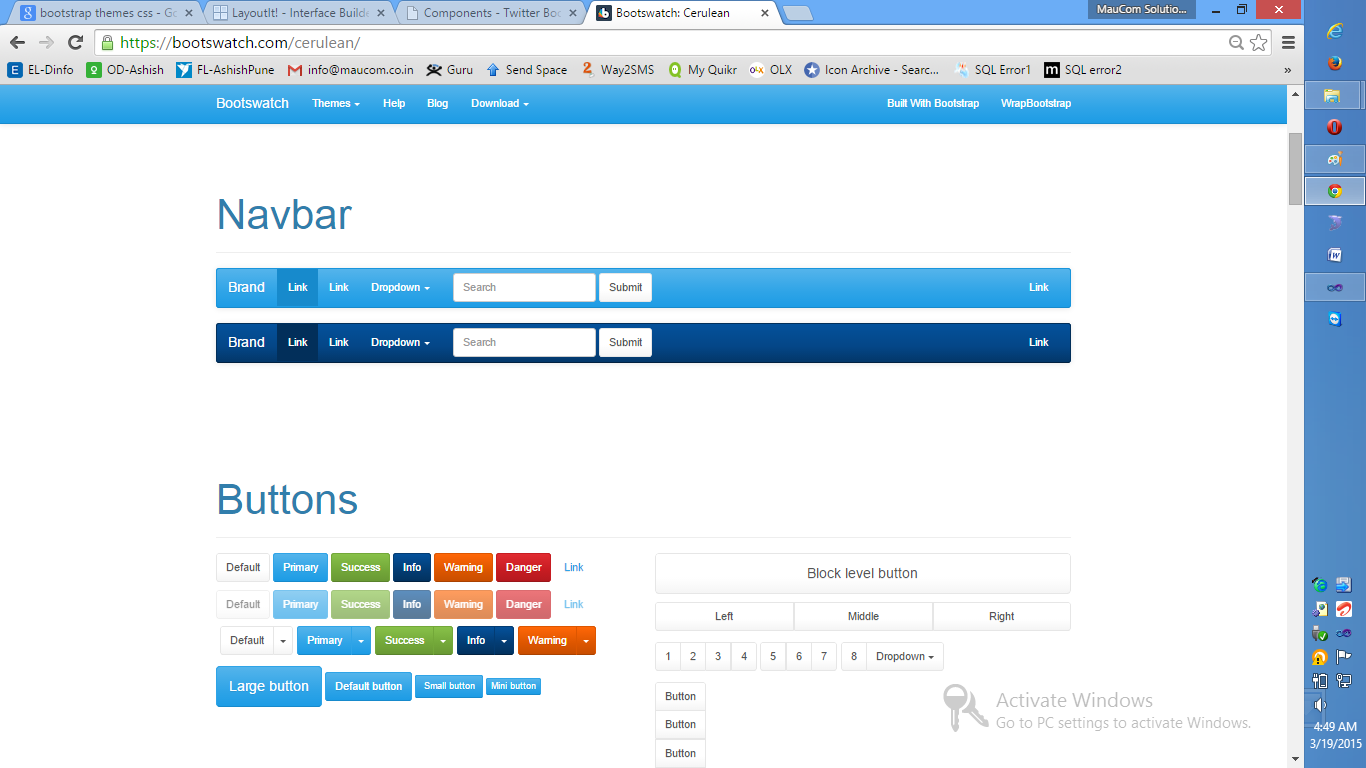 bootstrap themes css - Go
LayoutIt! - Interface Builde
Components - Twitter Boo
Bootswatch: Cerulean
MauCom Solutio...
https://bootswatch.com/cerulean/
EL-Dinfo
OD-Ashish
FL-AshishPune
info@maucom.co.in
Guru
Send Space
Way2SMS
My Quikr
OLX
Icon Archive - Searc...
SQL Error1
SQL error2
»
Bootswatch Themes Help Blog Download Built With Bootstrap WrapBootstrap
Navbar
Brand Link Link Dropdown Search Submit Link
Brand Link Link Dropdown Search Submit Link
Buttons
Default Primary Success Info Warning Danger Link
Default Primary Success Info Warning Danger Link
Default Primary Success Info Warning
Large button Default button Small button Mini button
Block level button
Left Middle Right
1 2 3 4 5 6 7 8 Dropdown
Button
Button
Button
Activate Windows
Go to PC settings to activate Windows.
4:49 AM
3/19/2015